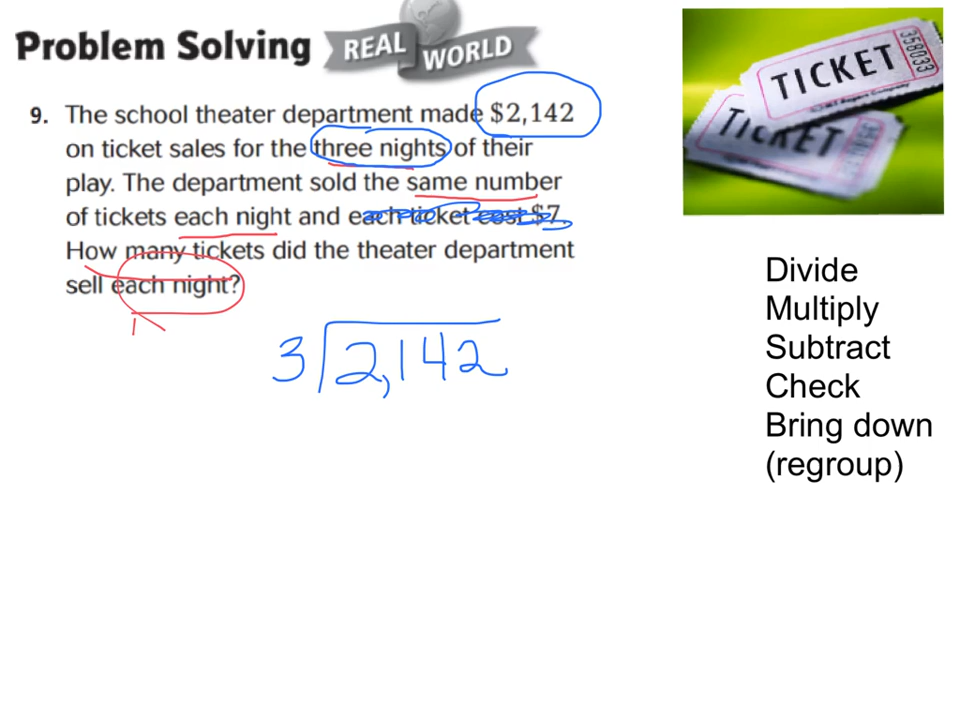 Problem Solving REAL WORLD
9. The school theater department made $2,142
on ticket sales for the three nights of their
play. The department sold the same number
of tickets each night and each ticket cost $7.
How many tickets did the theater department
sell each night?
3 2,142
TICKET 358033
TICKET
Divide
Multiply
Subtract
Check
Bring down
(regroup)